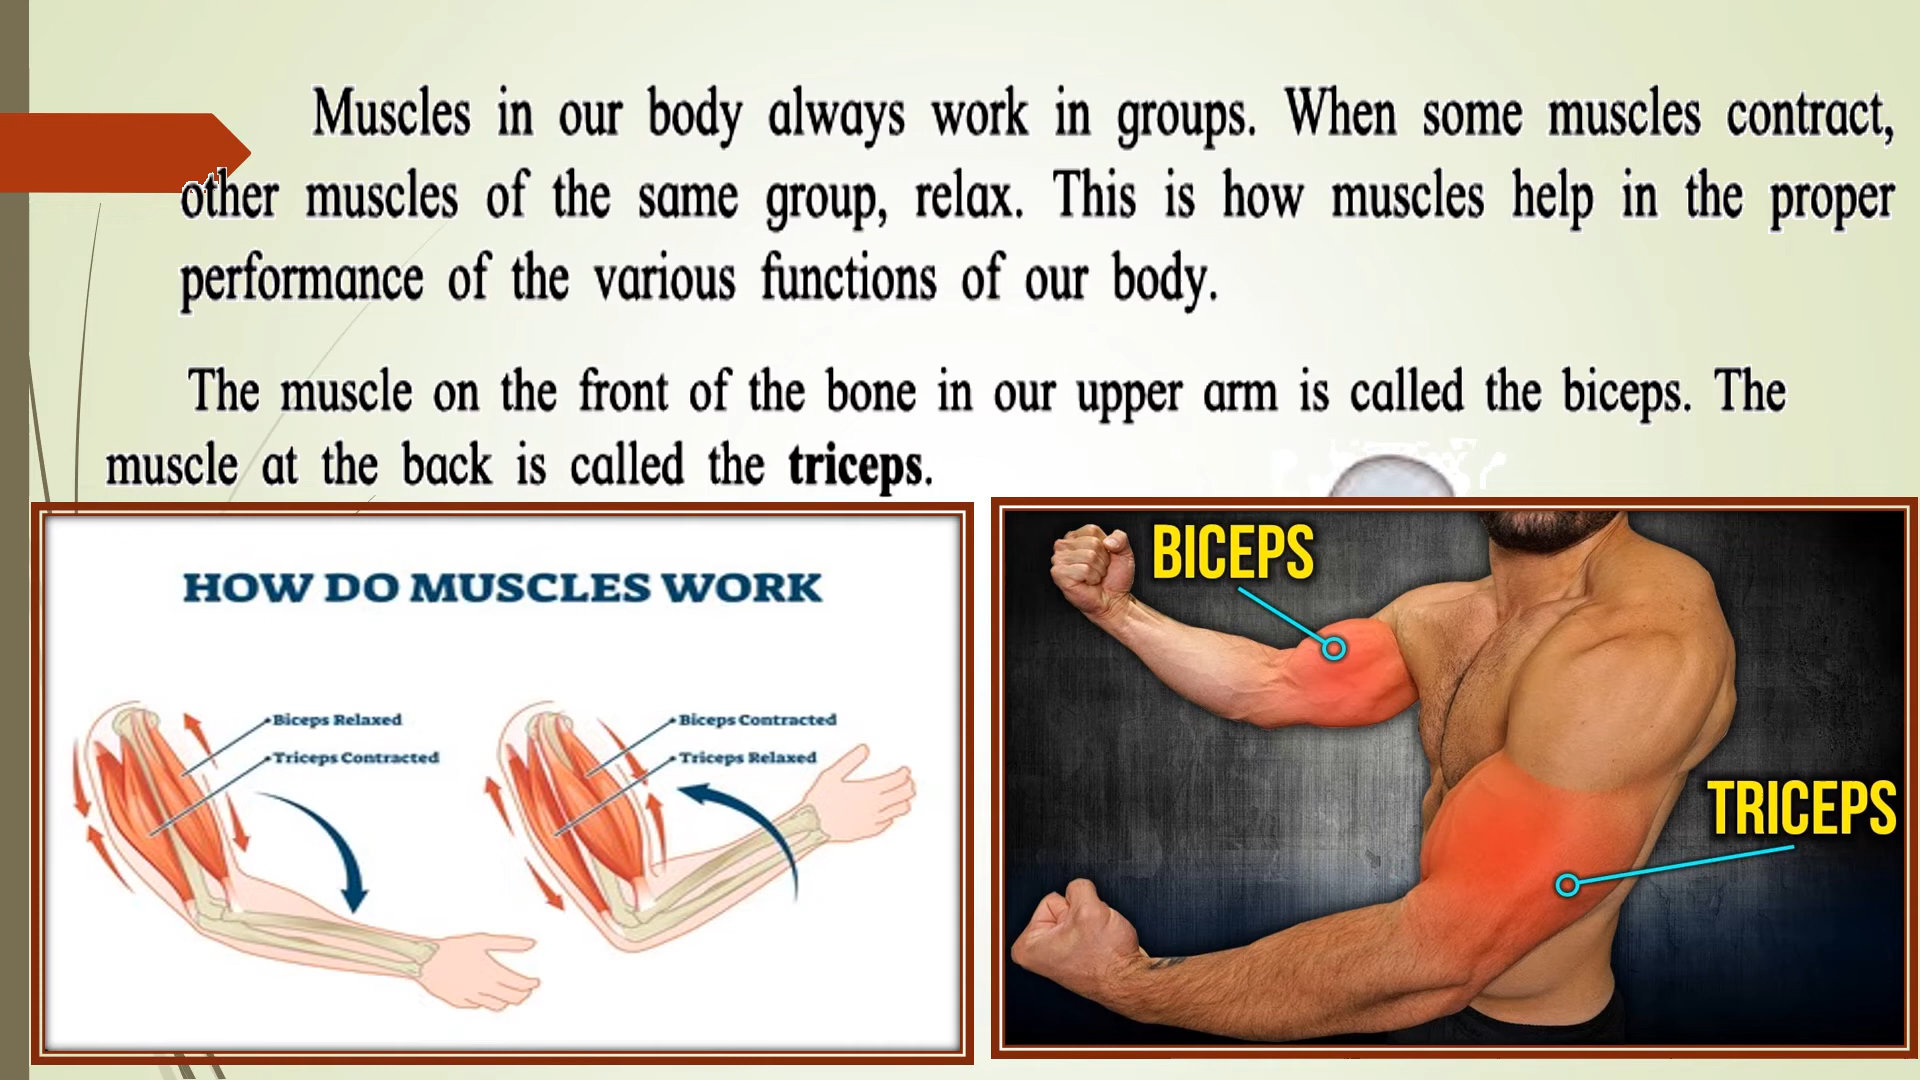 Muscles in our body always work in groups. When some muscles contract,
other muscles of the same group, relax. This is how muscles help in the proper
performance of the various functions of our body.
The muscle on the front of the bone in our upper arm is called the biceps. The
muscle at the back is called the triceps.
HOW DO MUSCLES WORK
Biceps Relaxed
Triceps Contracted
Biceps Contracted
Triceps Relaxed
BICEPS
TRICEPS